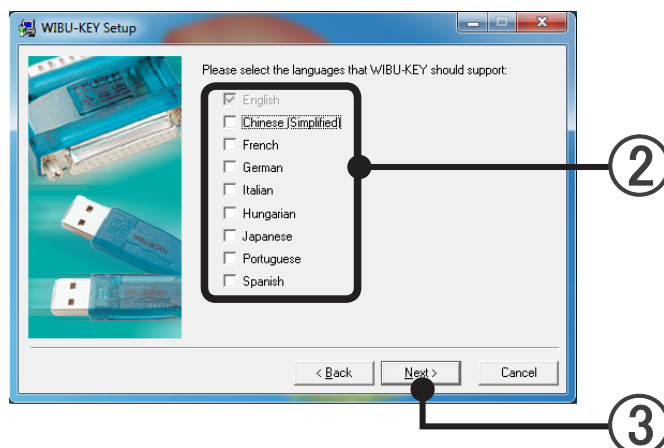 WIBU-KEY Setup
Please select the languages that WIBU-KEY should support:
English
Chinese (Simplified)
French
German
Italian
Hungarian
Japanese
Portuguese
Spanish
< Back Next > Cancel
②
③